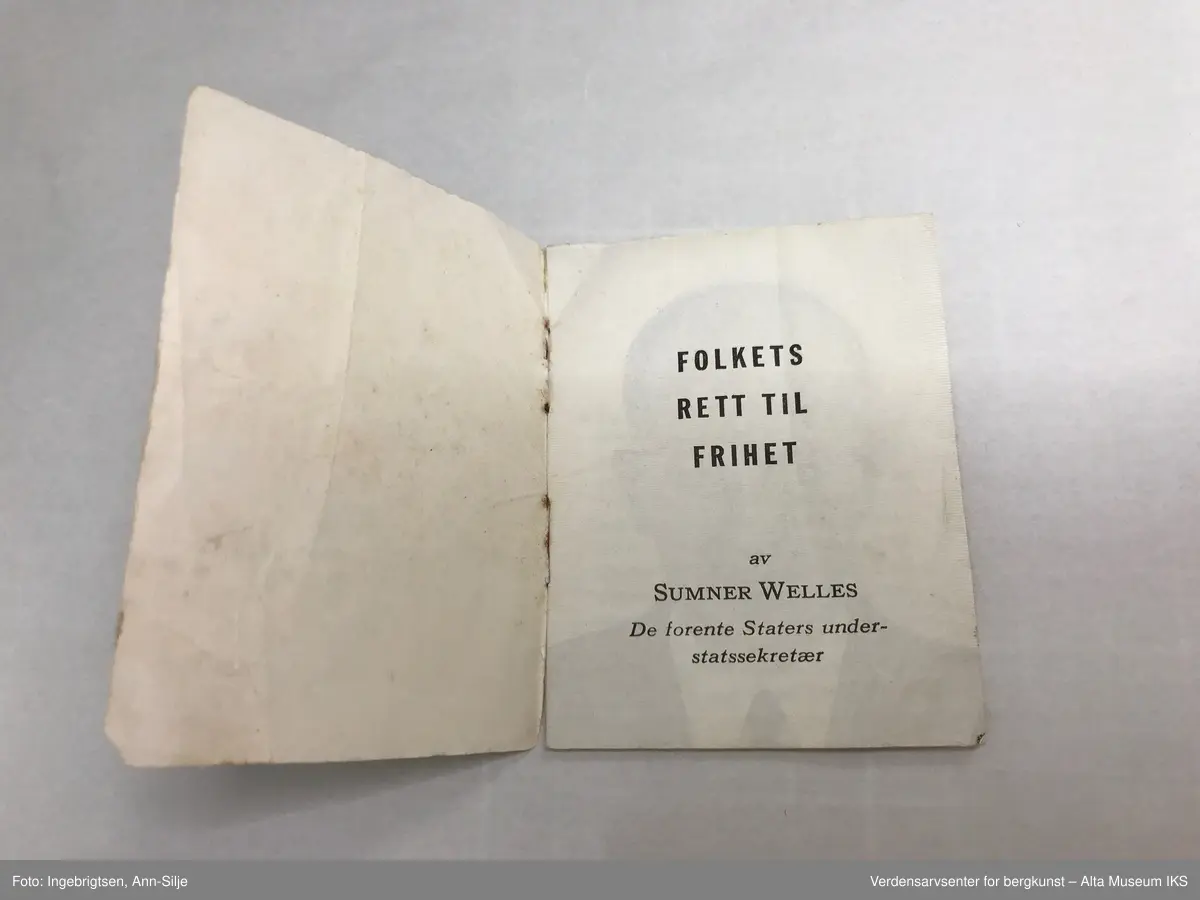 FOLKETS
RETT TIL
FRIHET
av
SUMNER WELLES
De forente Staters under-
statssekretær
Foto: Ingebrigtsen, Ann-Silje
Verdensarvsenter for bergkunst – Alta Museum IKS